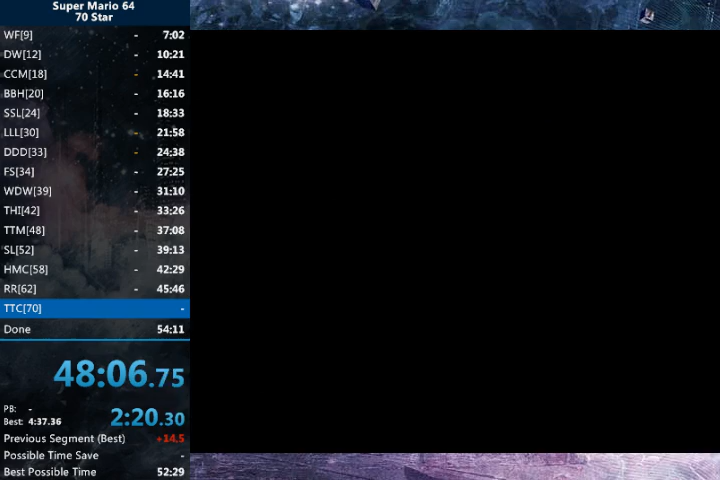 Super Mario 64
70 Star
WF[9] - 7:02
DW[12] - 10:21
CCM[18] - 14:41
BBH[20] - 16:16
SSL[24] - 18:33
LLL[30] - 21:58
DDD[33] - 24:38
FS[34] - 27:25
WDW[39] - 31:10
THI[42] - 33:26
TTM[48] - 37:08
SL[52] - 39:13
HMC[58] - 42:29
RR[62] - 45:46
TTC[70] -
Done 54:11
48:06.75
PB: -
Best: 4:37.36 2:20.30
Previous Segment (Best) +14.5
Possible Time Save -
Best Possible Time 52:29